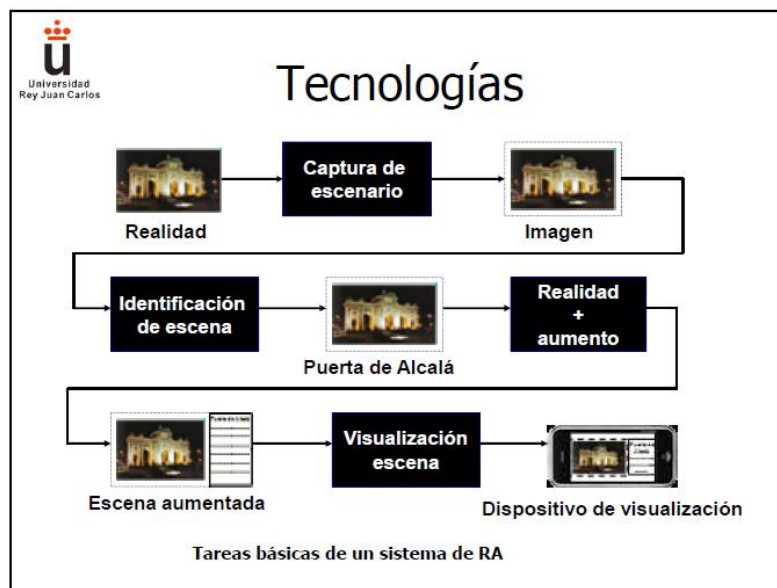 Universidad
Rey Juan Carlos
Tecnologías
Captura de
escenario
Realidad
Imagen
Identificación
de escena
Realidad
+
aumento
Puerta de Alcalá
Visualización
escena
Escena aumentada
Dispositivo de visualización
Tareas básicas de un sistema de RA